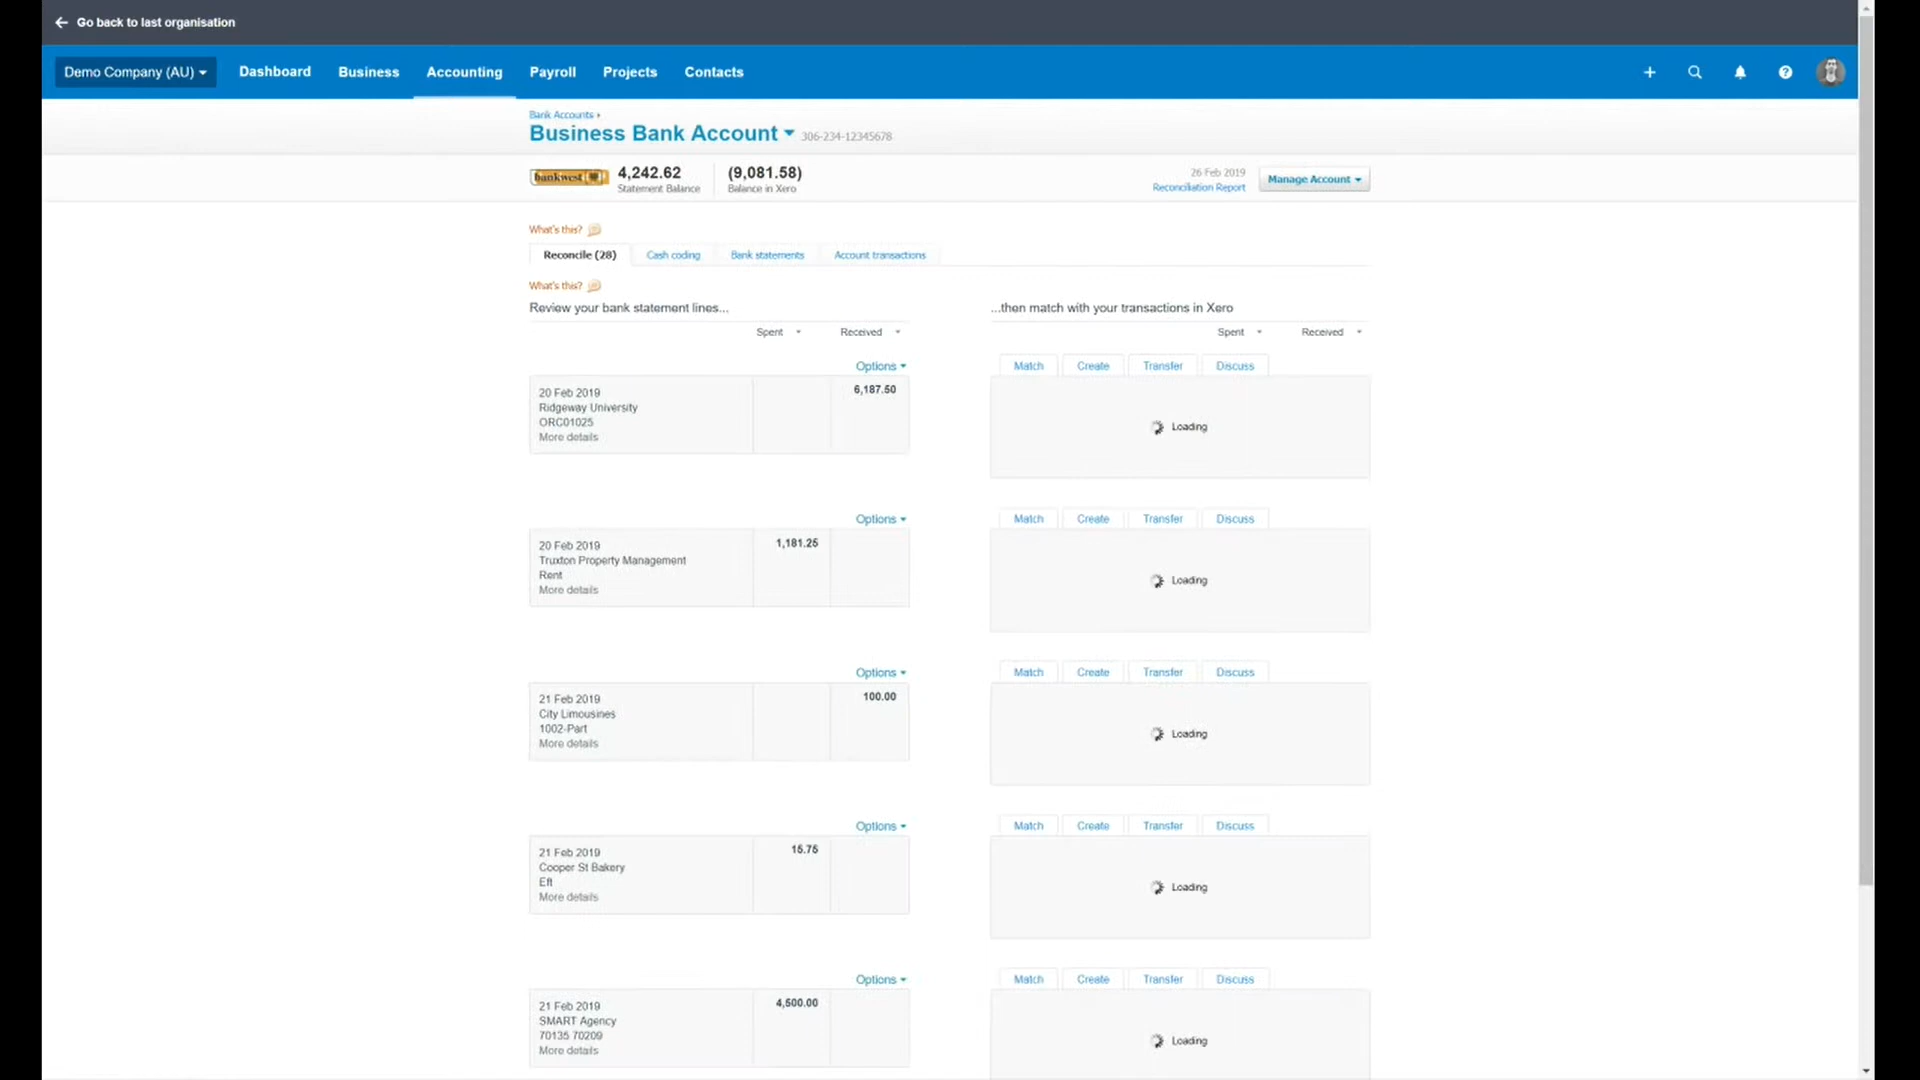 Go back to last organisation
Demo Company (AU) Dashboard Business Accounting Payroll Projects Contacts
Bank Accounts ›
Business Bank Account 306-234-12345678
bankwest 4,242.62 (9,081.58)
Statement Balance Balance in Xero
26 Feb 2019
Reconciliation Report
Manage Account
What's this?
Reconcile (28) Cash coding Bank statements Account transactions
What's this?
Review your bank statement lines... ...then match with your transactions in Xero
Spent Received Spent Received
Options Match Create Transfer Discuss
20 Feb 2019 6,187.50
Ridgeway University
ORC01025
More details
Loading
Options Match Create Transfer Discuss
20 Feb 2019 1,181.25
Truxton Property Management
Rent
More details
Loading
Options Match Create Transfer Discuss
21 Feb 2019 100.00
City Limousines
1002-Part
More details
Loading
Options Match Create Transfer Discuss
21 Feb 2019 15.75
Cooper St Bakery
Eft
More details
Loading
Options Match Create Transfer Discuss
21 Feb 2019 4,500.00
SMART Agency
70135 70209
More details
Loading